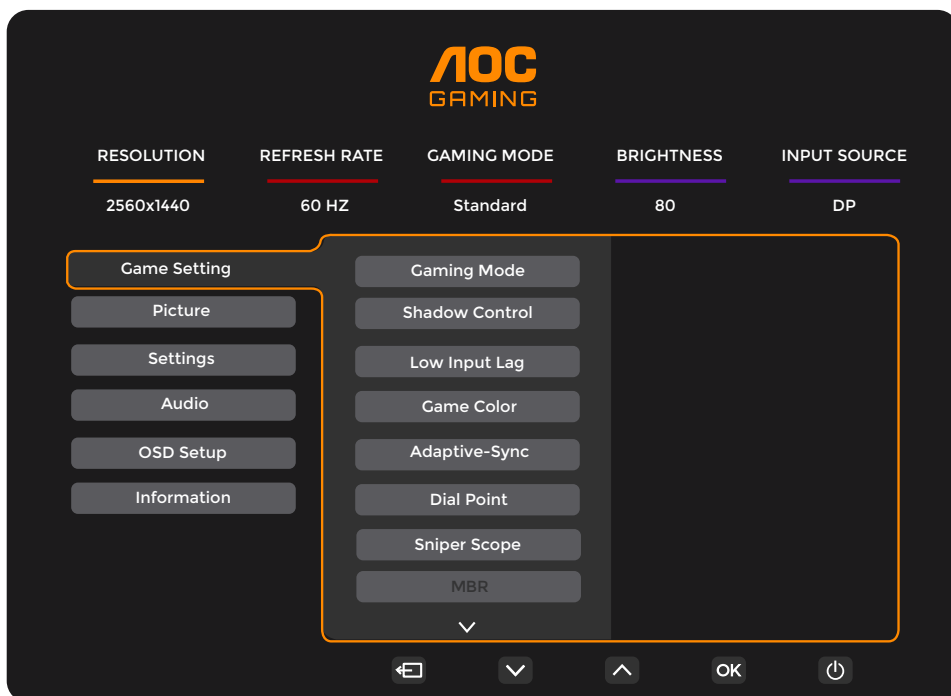 AOC
GAMING
RESOLUTION REFRESH RATE GAMING MODE BRIGHTNESS INPUT SOURCE
2560x1440 60 HZ Standard 80 DP
Game Setting
Picture
Settings
Audio
OSD Setup
Information
Gaming Mode
Shadow Control
Low Input Lag
Game Color
Adaptive-Sync
Dial Point
Sniper Scope
MBR
OK